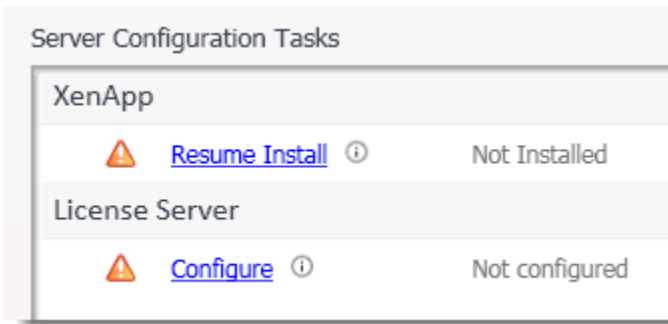 Server Configuration Tasks
XenApp
Resume Install Not Installed
License Server
Configure Not configured